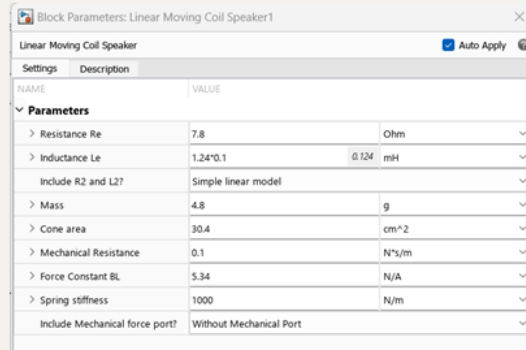 Block Parameters: Linear Moving Coil Speaker1
Linear Moving Coil Speaker Auto Apply
Settings Description
NAME VALUE
Parameters
Resistance Re 7.8 Ohm
Inductance Le 1.24*0.1 0.124 mH
Include R2 and L2? Simple linear model
Mass 4.8 g
Cone area 30.4 cm^2
Mechanical Resistance 0.1 N*s/m
Force Constant BL 5.34 N/A
Spring stiffness 1000 N/m
Include Mechanical force port? Without Mechanical Port